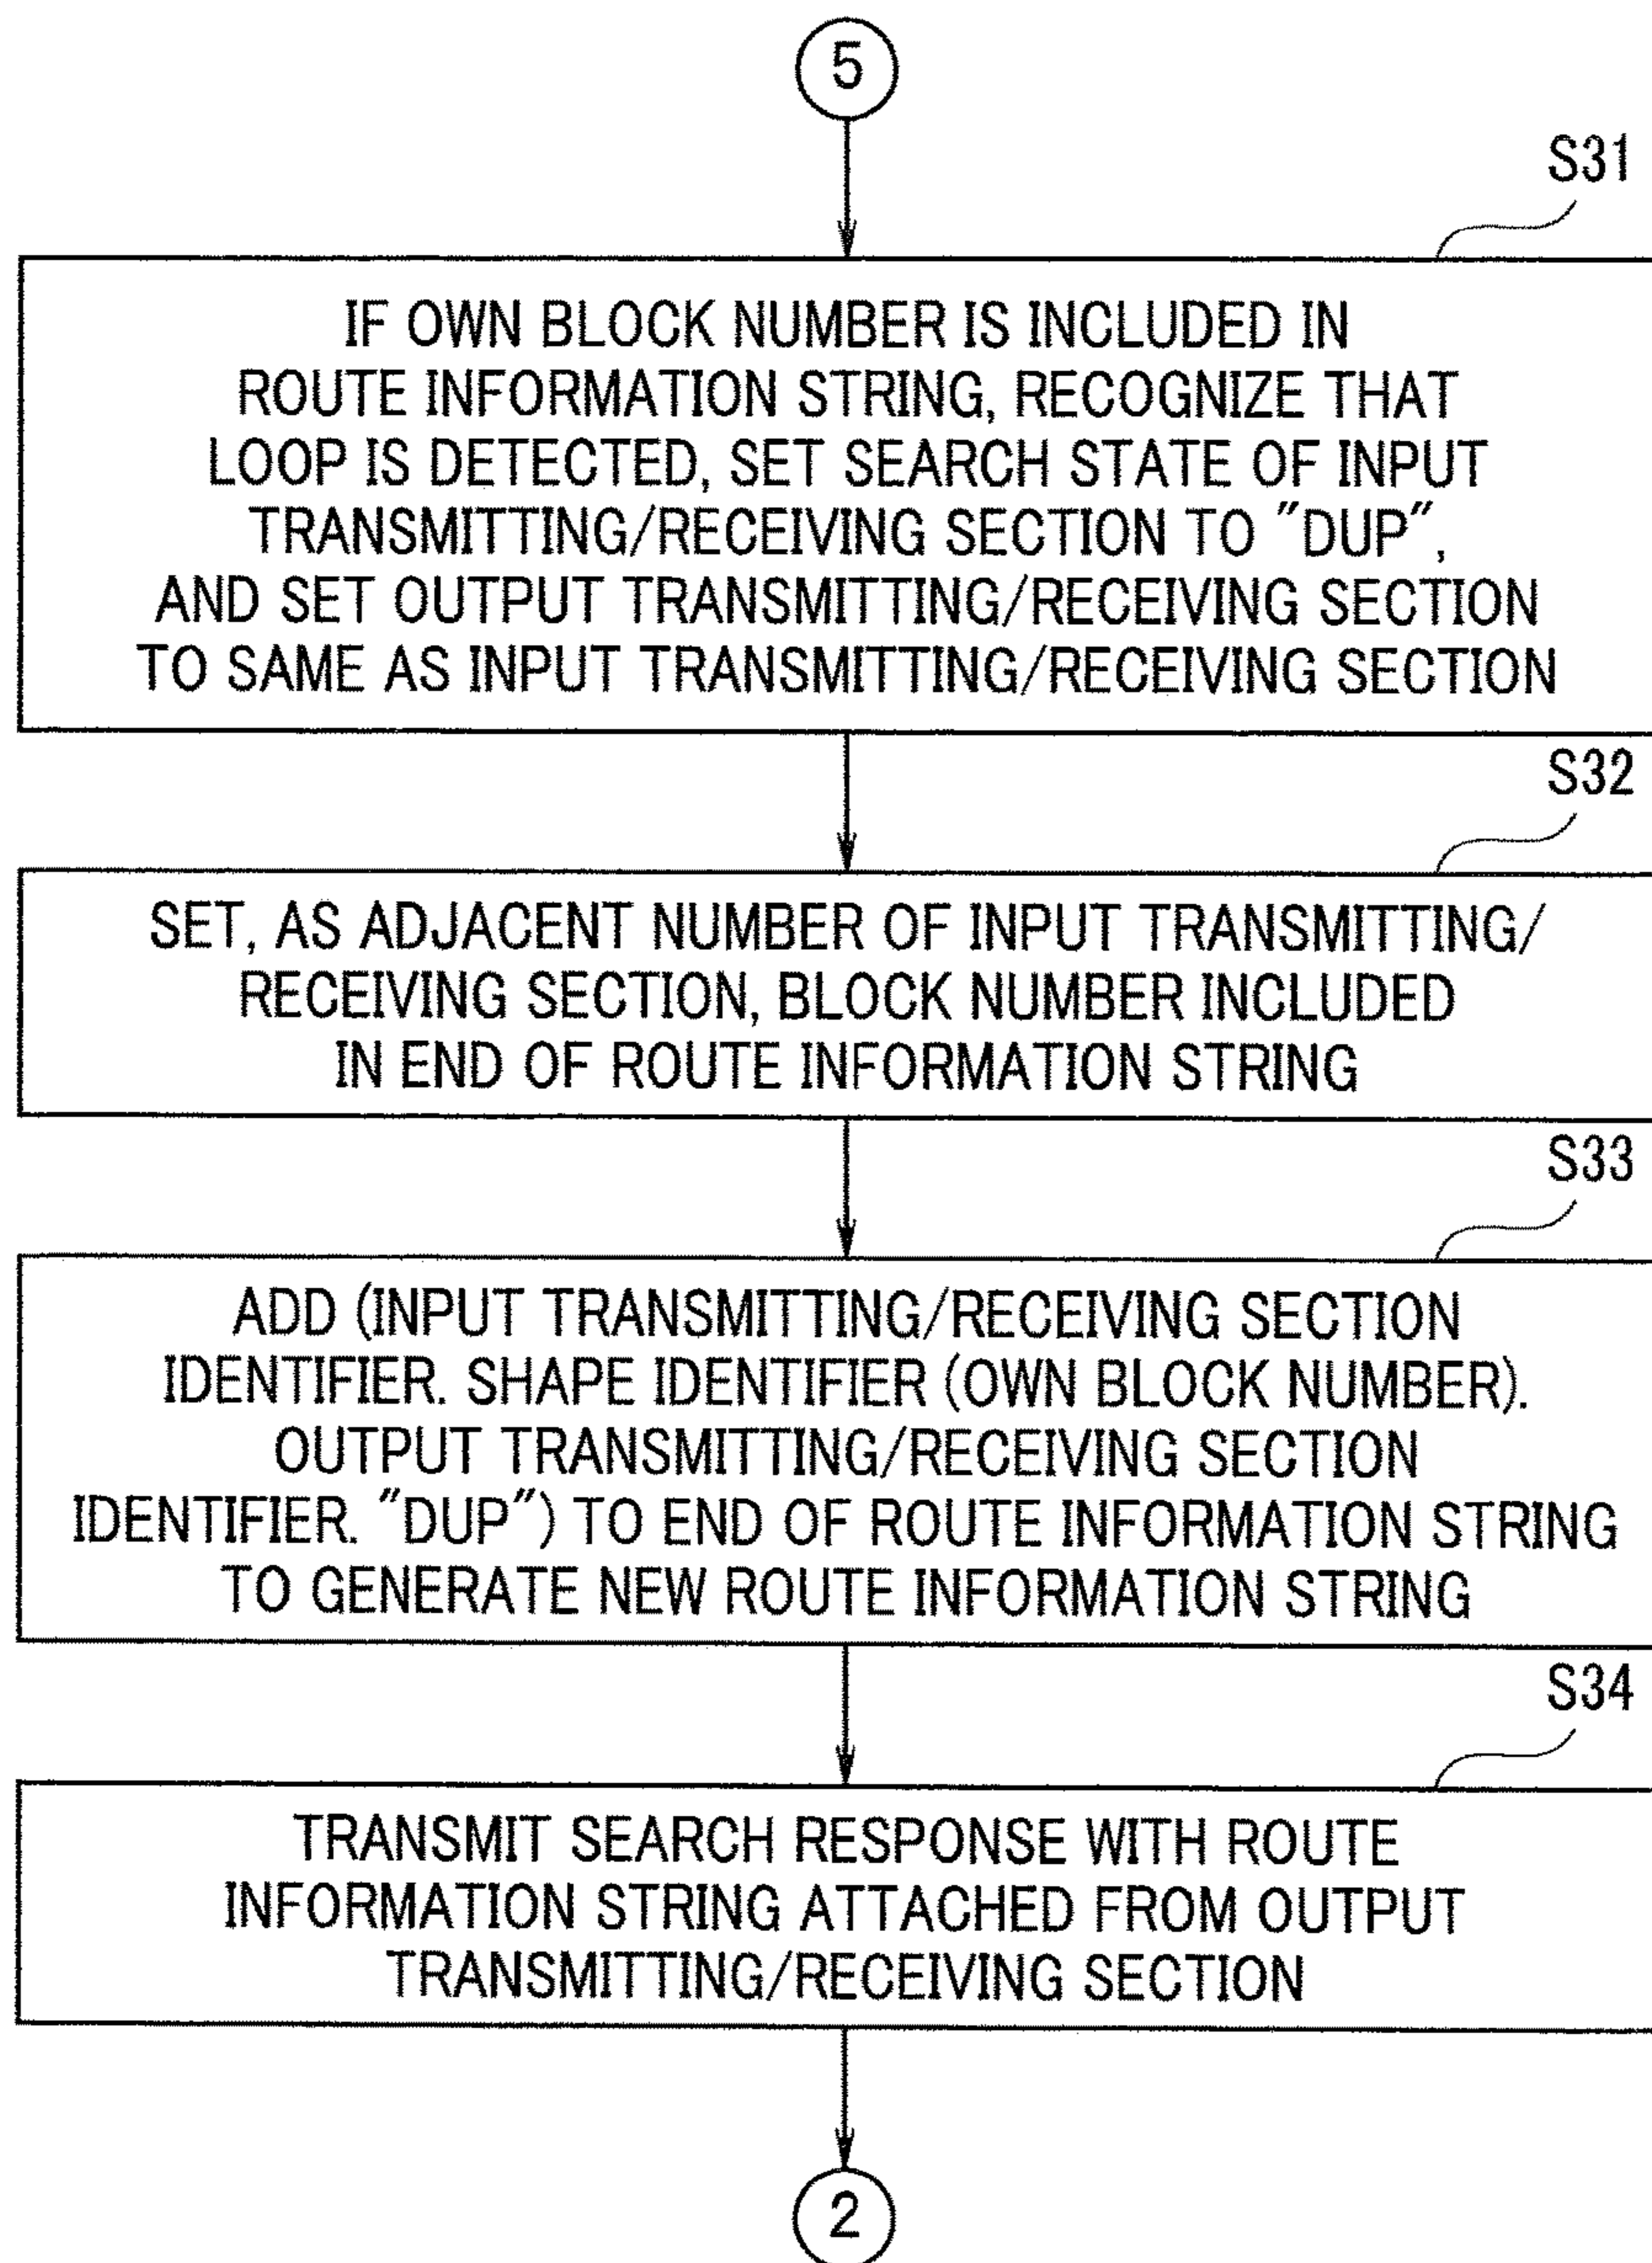 5
S31
IF OWN BLOCK NUMBER IS INCLUDED IN
ROUTE INFORMATION STRING, RECOGNIZE THAT
LOOP IS DETECTED, SET SEARCH STATE OF INPUT
TRANSMITTING/RECEIVING SECTION TO "DUP",
AND SET OUTPUT TRANSMITTING/RECEIVING SECTION
TO SAME AS INPUT TRANSMITTING/RECEIVING SECTION
S32
SET, AS ADJACENT NUMBER OF INPUT TRANSMITTING/
RECEIVING SECTION, BLOCK NUMBER INCLUDED
IN END OF ROUTE INFORMATION STRING
S33
ADD (INPUT TRANSMITTING/RECEIVING SECTION
IDENTIFIER. SHAPE IDENTIFIER (OWN BLOCK NUMBER).
OUTPUT TRANSMITTING/RECEIVING SECTION
IDENTIFIER. "DUP") TO END OF ROUTE INFORMATION STRING
TO GENERATE NEW ROUTE INFORMATION STRING
S34
TRANSMIT SEARCH RESPONSE WITH ROUTE
INFORMATION STRING ATTACHED FROM OUTPUT
TRANSMITTING/RECEIVING SECTION
2